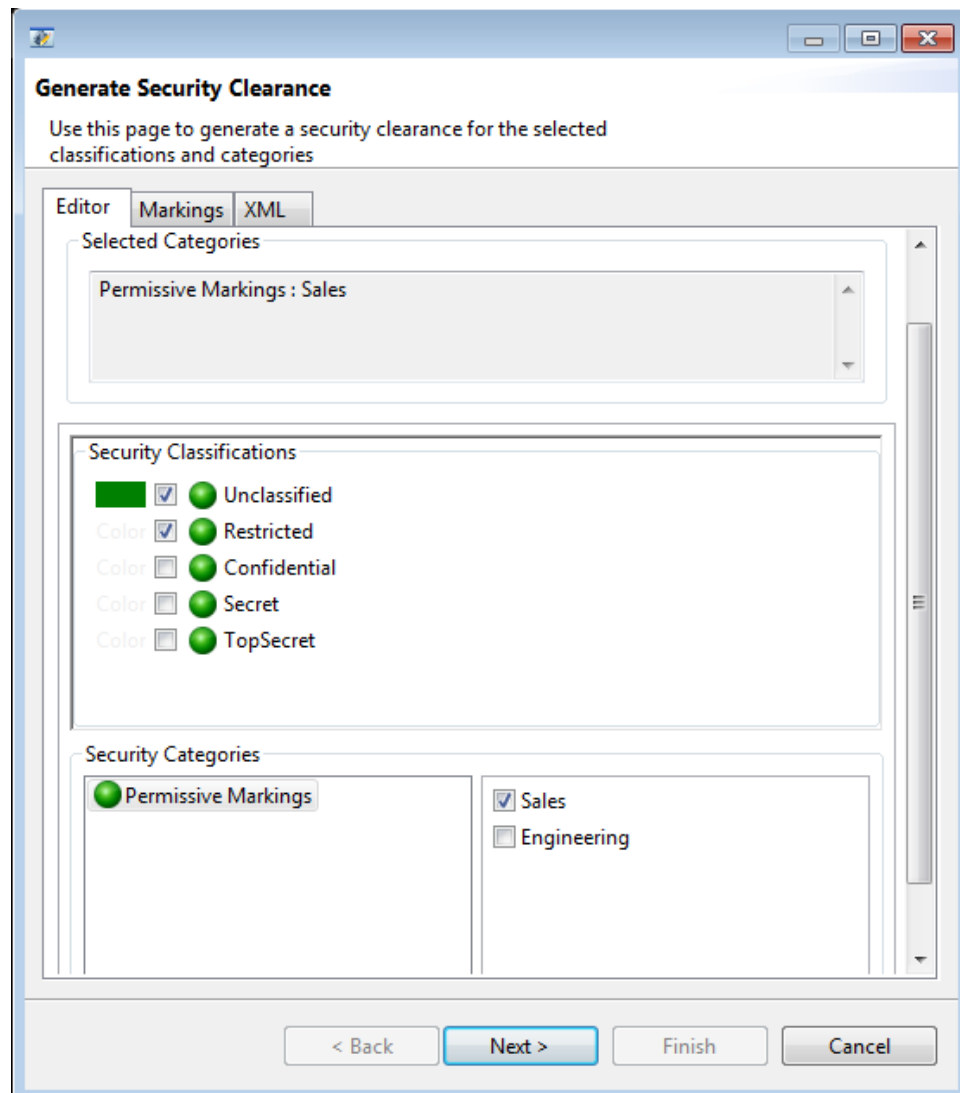 Generate Security Clearance
Use this page to generate a security clearance for the selected
classifications and categories
Editor
Markings
XML
Selected Categories
Permissive Markings : Sales
Security Classifications
Unclassified
Color Restricted
Color Confidential
Color Secret
Color TopSecret
Security Categories
Permissive Markings
Sales
Engineering
< Back
Next >
Finish
Cancel